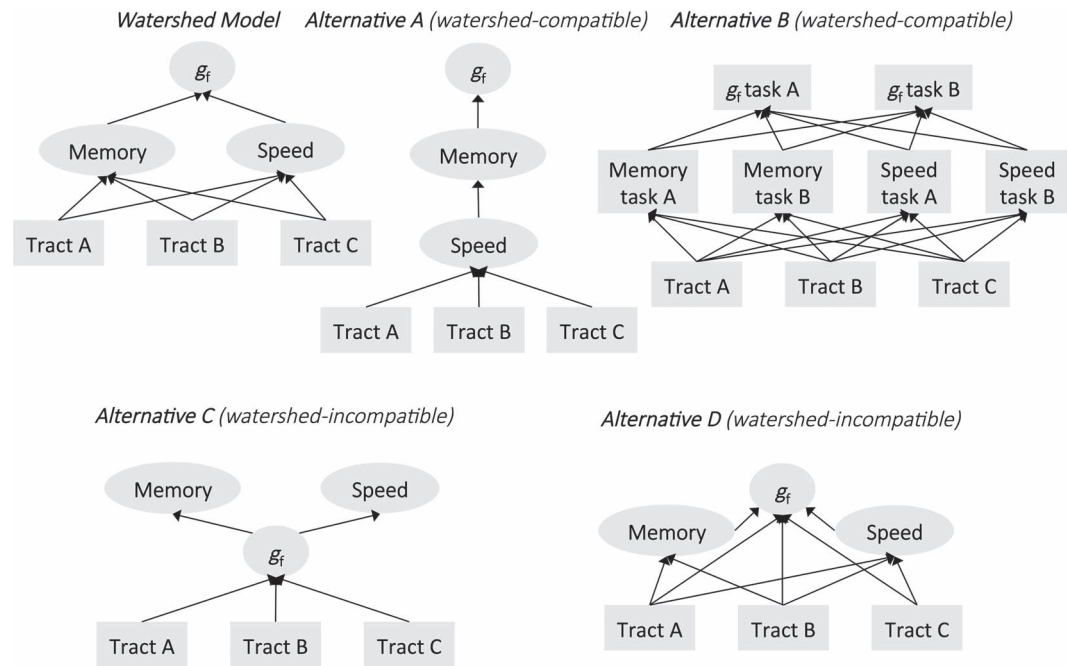 Watershed Model
gf
Memory
Speed
Tract A
Tract B
Tract C
Alternative A (watershed-compatible)
gf
Memory
Speed
Tract A
Tract B
Tract C
Alternative B (watershed-compatible)
gf task A
gf task B
Memory
task A
Memory
task B
Speed
task A
Speed
task B
Tract A
Tract B
Tract C
Alternative C (watershed-incompatible)
Memory
Speed
gf
Tract A
Tract B
Tract C
Alternative D (watershed-incompatible)
gf
Memory
Speed
Tract A
Tract B
Tract C